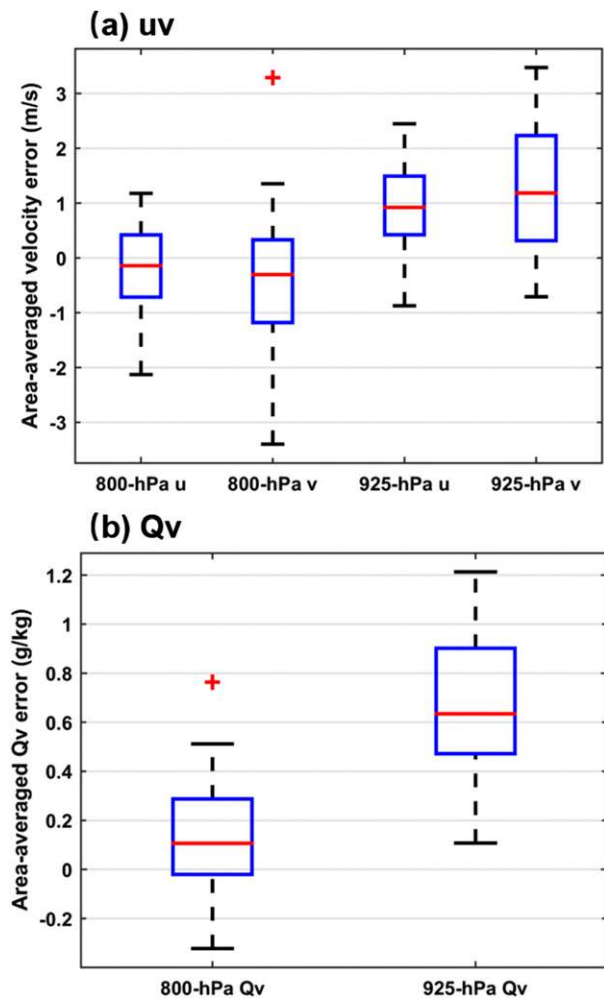 (a) uv
Area-averaged velocity error (m/s)
3
2
1
0
-1
-2
-3
800-hPa u 800-hPa v 925-hPa u 925-hPa v
(b) Qv
Area-averaged Qv error (g/kg)
1.2
1
0.8
0.6
0.4
0.2
0
-0.2
800-hPa Qv 925-hPa Qv